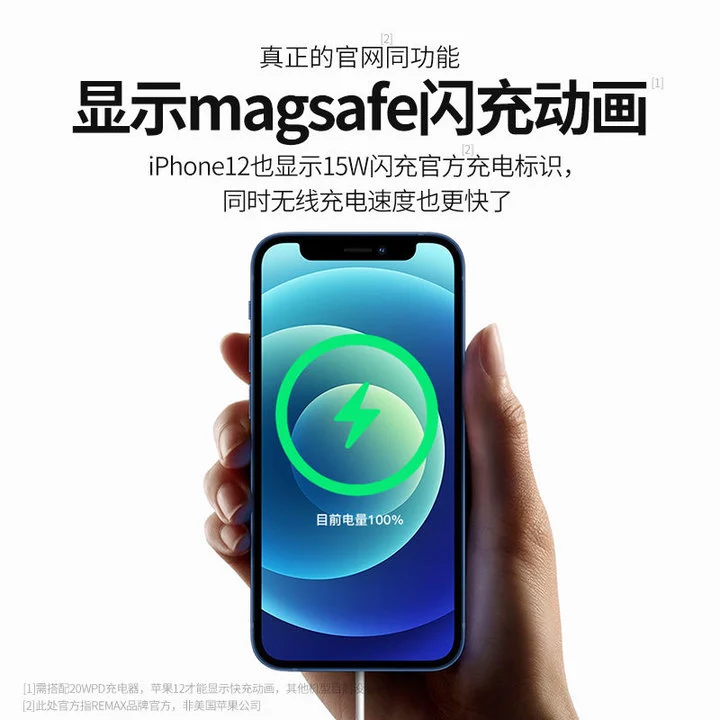 [2]
真正的官网同功能
显示magsafe闪充动画[1]
[2]
iPhone12也显示15W闪充官方充电标识，
同时无线充电速度也更快了
目前电量100%
[1]需搭配20WPD充电器，苹果12才能显示快充动画，其他机型
[2]此处官方指REMAX品牌官方，非美国苹果公司